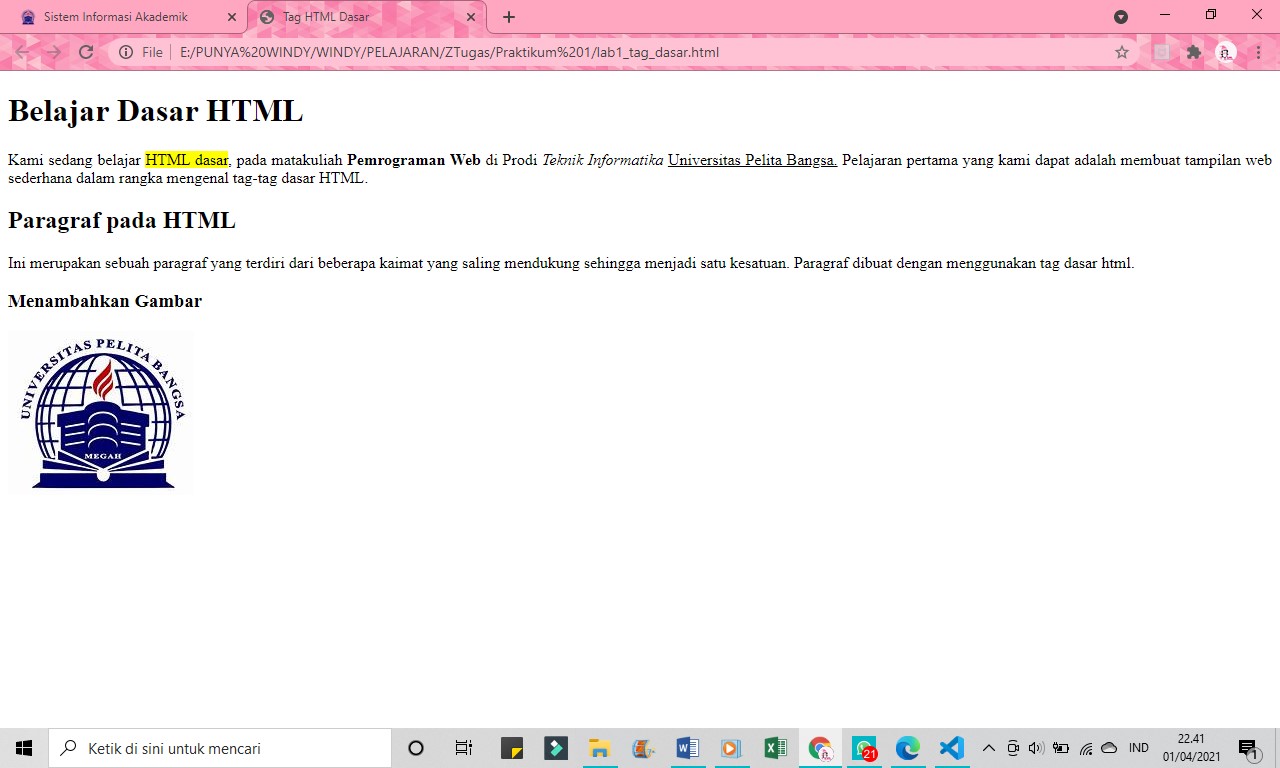 Sistem Informasi Akademik
Tag HTML Dasar
File
E:/PUNYA%20WINDY/WINDY/PELAJARAN/ZTugas/Praktikum%201/lab1_tag_dasar.html
Belajar Dasar HTML
Kami sedang belajar HTML dasar, pada matakuliah Pemrograman Web di Prodi Teknik Informatika Universitas Pelita Bangsa. Pelajaran pertama yang kami dapat adalah membuat tampilan web
sederhana dalam rangka mengenal tag-tag dasar HTML.
Paragraf pada HTML
Ini merupakan sebuah paragraf yang terdiri dari beberapa kaimat yang saling mendukung sehingga menjadi satu kesatuan. Paragraf dibuat dengan menggunakan tag dasar html.
Menambahkan Gambar
UNIVERSITAS PELITA BANGSA
MEGAH
Ketik di sini untuk mencari
21
IND
22.41
01/04/2021
1